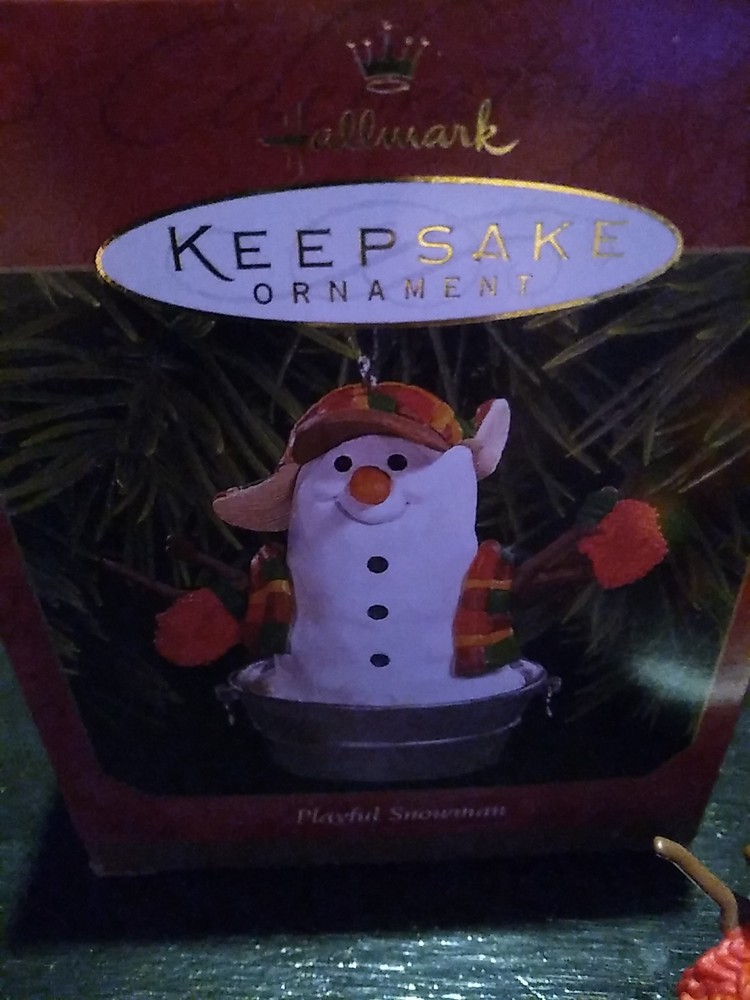 Hallmark
KEEPSAKE
ORNAMENT
Playful Snowman